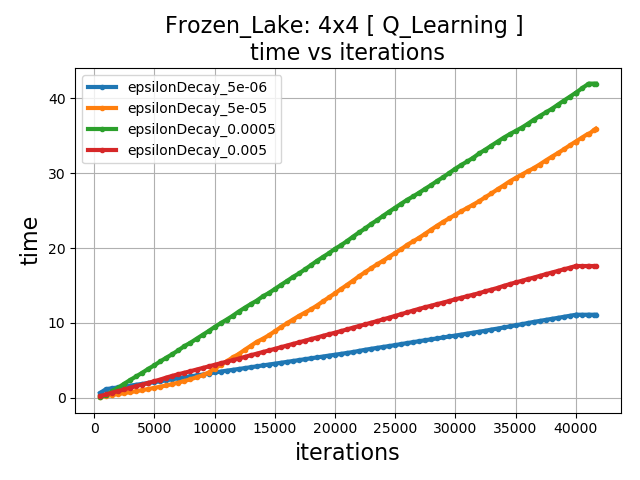 Frozen_Lake: 4x4 [ Q_Learning ]
time vs iterations
epsilonDecay_5e-06
epsilonDecay_5e-05
epsilonDecay_0.0005
epsilonDecay_0.005
time
40
30
20
10
0
0 5000 10000 15000 20000 25000 30000 35000 40000
iterations